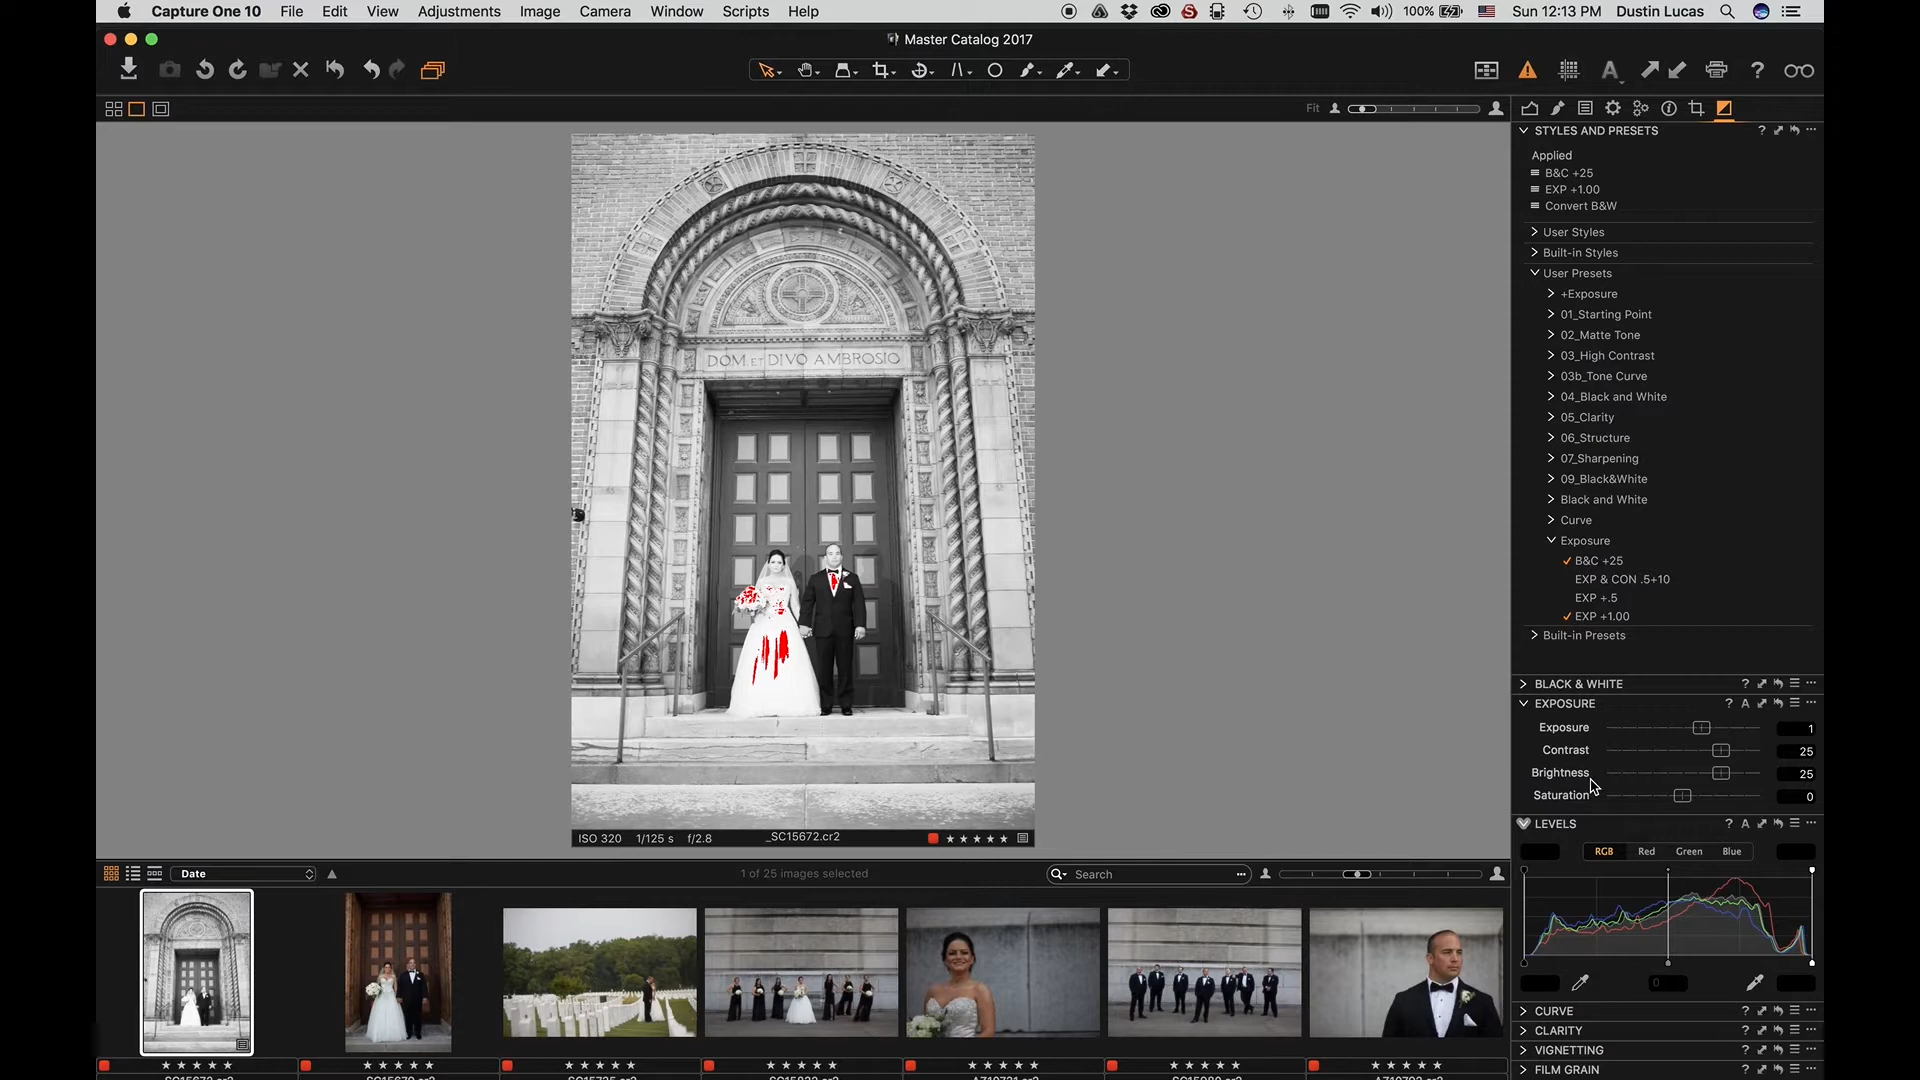 Capture One 10 File Edit View Adjustments Image Camera Window Scripts Help 100% Sun 12:13 PM Dustin Lucas
Master Catalog 2017
Fit
STYLES AND PRESETS
Applied
B&C +25
EXP +1.00
Convert B&W
User Styles
Built-in Styles
User Presets
+Exposure
01_Starting Point
02_Matte Tone
03_High Contrast
03b_Tone Curve
04_Black and White
05_Clarity
06_Structure
07_Sharpening
09_Black&White
Black and White
Curve
Exposure
B&C +25
EXP & CON .5+10
EXP +.5
EXP +1.00
Built-in Presets
BLACK & WHITE
EXPOSURE
Exposure 1
Contrast 25
Brightness 25
Saturation 0
LEVELS
RGB Red Green Blue
0
CURVE
CLARITY
VIGNETTING
FILM GRAIN
DOM ET DIVO AMBROSIO
ISO 320 1/125 s f/2.8 _SC15672.cr2
Date 1 of 25 images selected Search